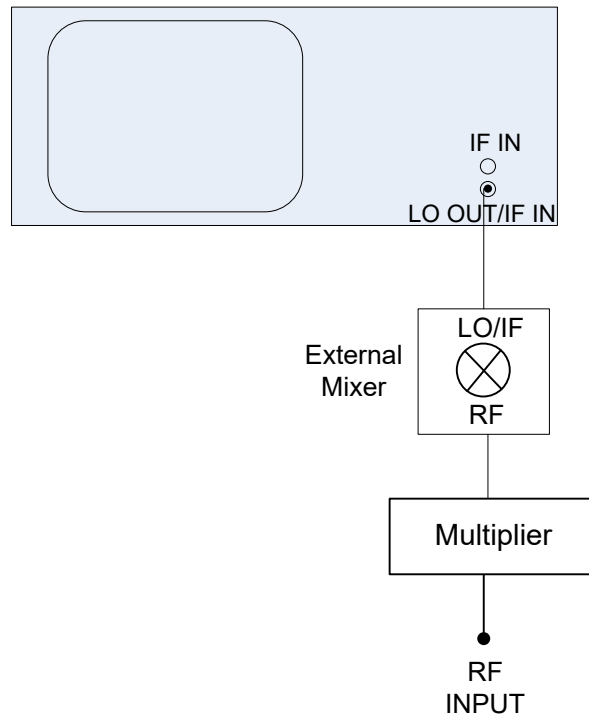 IF IN
LO OUT/IF IN
LO/IF
External
Mixer
RF
Multiplier
RF
INPUT